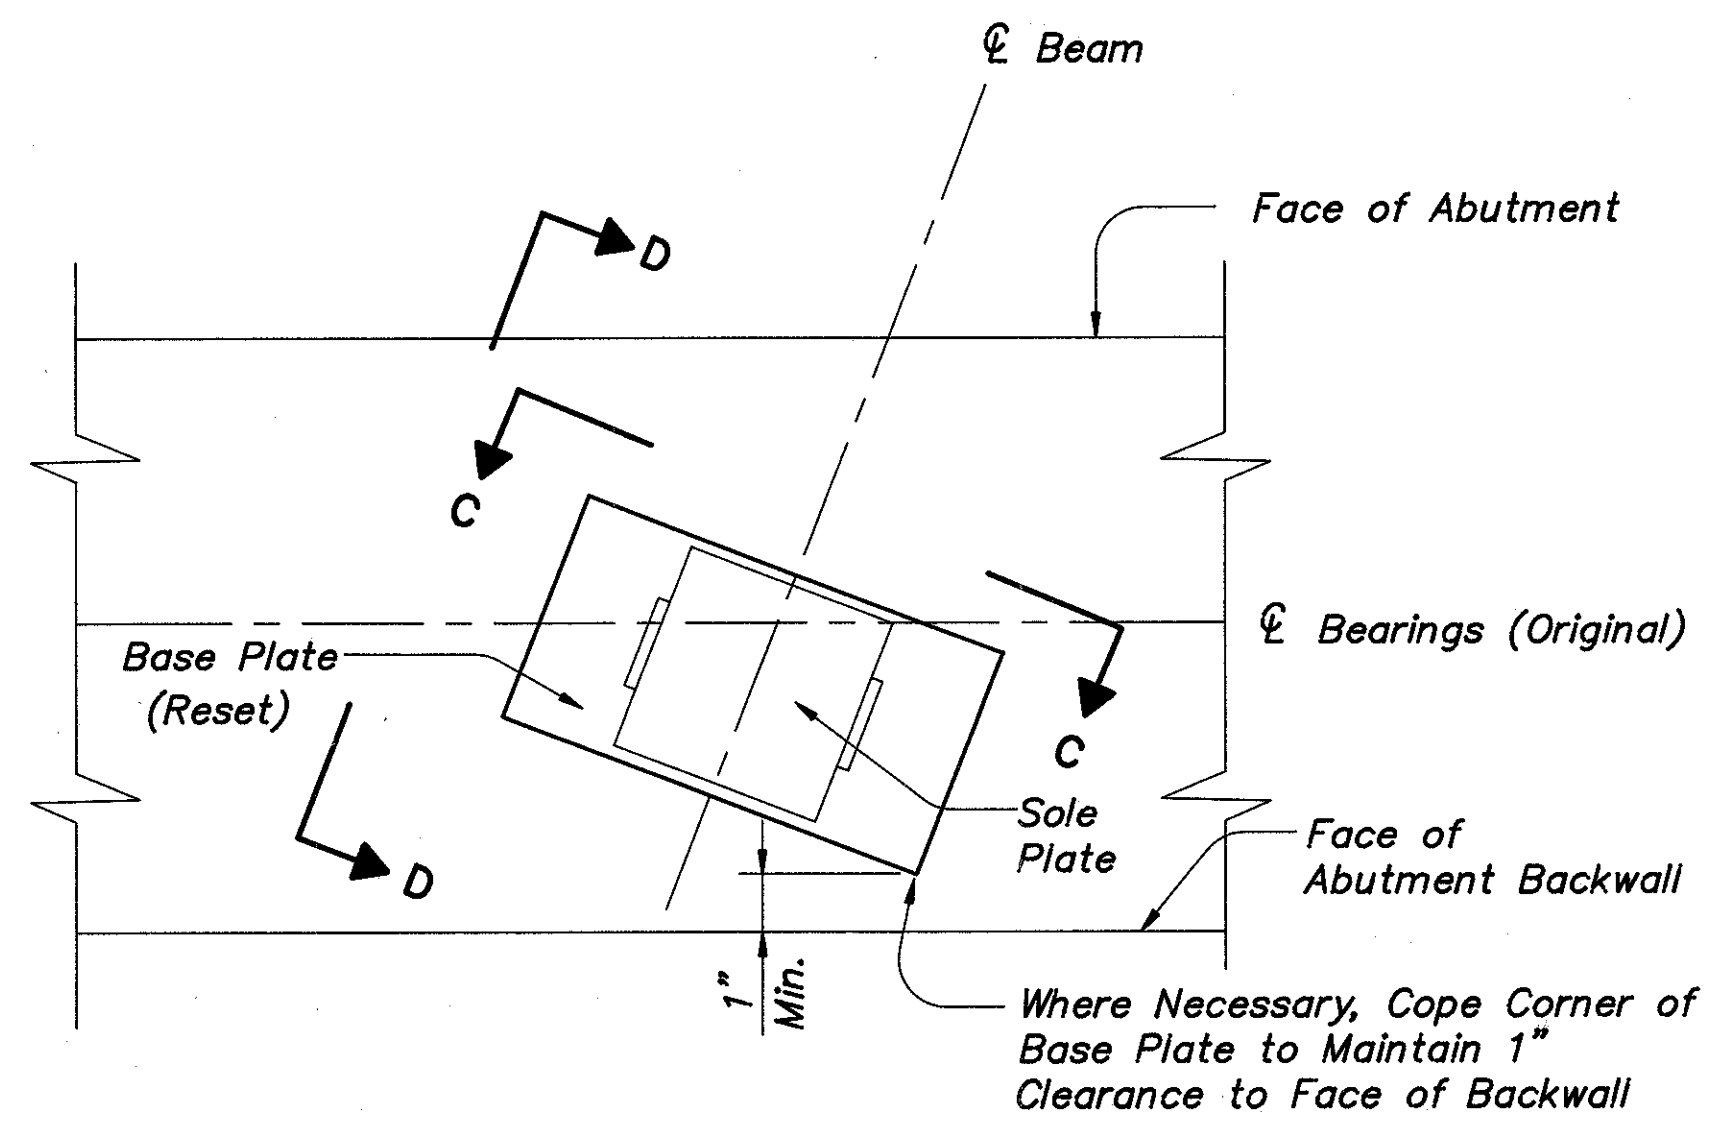 ℄ Beam
Face of Abutment
D
C
℄ Bearings (Original)
Base Plate
(Reset)
C
Sole
Plate
Face of
Abutment Backwall
D
1"
Min.
Where Necessary, Cope Corner of
Base Plate to Maintain 1"
Clearance to Face of Backwall